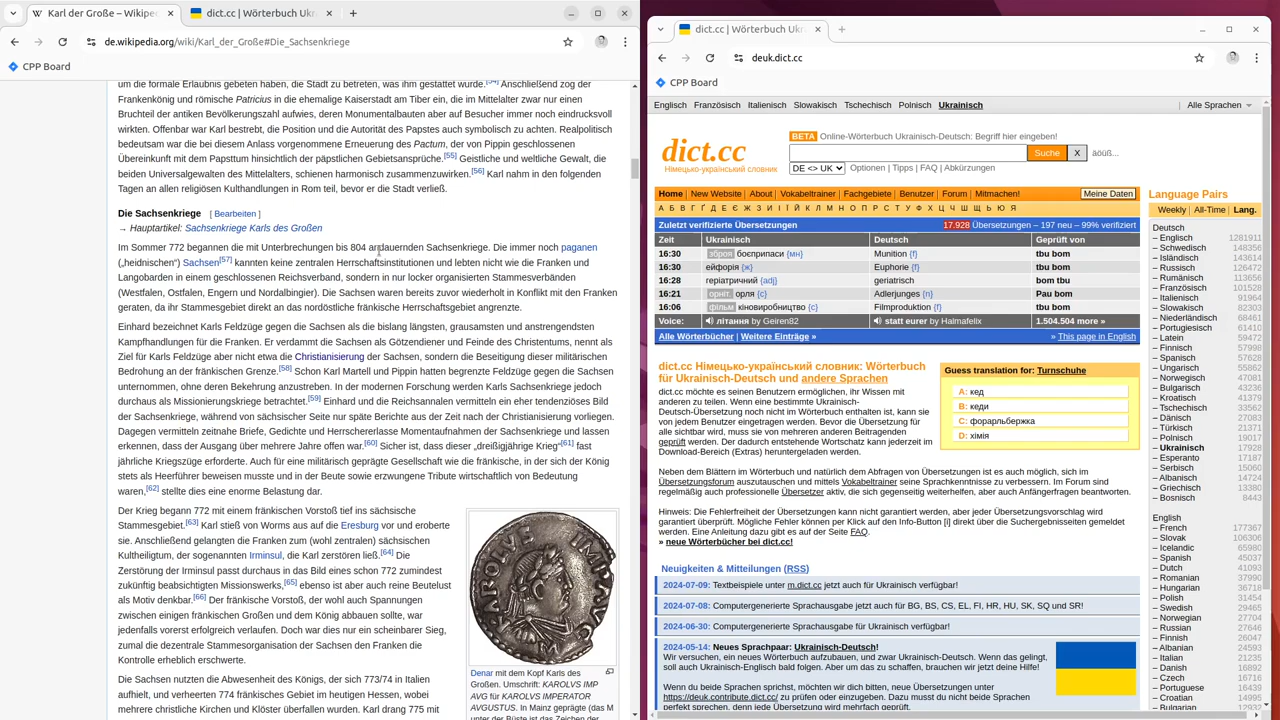 Karl der Große – Wikipec
dict.cc | Wörterbuch Uk
de.wikipedia.org/wiki/Karl_der_Große#Die_Sachsenkriege
CPP Board
um die formale Erlaubnis gebeten haben, die Stadt zu betreten, was ihm gestattet wurde.[54] Anschließend zog der
Frankenkönig und römische Patricius in die ehemalige Kaiserstadt am Tiber ein, die im Mittelalter zwar nur einen
Bruchteil der antiken Bevölkerungszahl aufwies, deren Monumentalbauten aber auf Besucher immer noch eindrucksvoll
wirkten. Offenbar war Karl bestrebt, die Position und die Autorität des Papstes auch symbolisch zu achten. Realpolitisch
bedeutsam war die bei diesem Anlass vorgenommene Erneuerung des Pactum, der von Pippin geschlossenen
Übereinkunft mit dem Papsttum hinsichtlich der päpstlichen Gebietsansprüche.[55] Geistliche und weltliche Gewalt, die
beiden Universalgewalten des Mittelalters, schienen harmonisch zusammenzuwirken.[56] Karl nahm in den folgenden
Tagen an allen religiösen Kulthandlungen in Rom teil, bevor er die Stadt verließ.
Die Sachsenkriege [ Bearbeiten ]
→ Hauptartikel: Sachsenkriege Karls des Großen
Im Sommer 772 begannen die mit Unterbrechungen bis 804 andauernden Sachsenkriege. Die immer noch paganen
(„heidnischen“) Sachsen[57] kannten keine zentralen Herrschaftsinstitutionen und lebten nicht wie die Franken und
Langobarden in einem geschlossenen Reichsverband, sondern in nur locker organisierten Stammesverbänden
(Westfalen, Ostfalen, Engern und Nordalbingier). Die Sachsen waren bereits zuvor wiederholt in Konflikt mit den Franken
geraten, da ihr Stammesgebiet direkt an das nordöstliche fränkische Herrschaftsgebiet angrenzte.
Einhard bezeichnet Karls Feldzüge gegen die Sachsen als die bislang längsten, grausamsten und anstrengendsten
Kampfhandlungen für die Franken. Er verdammt die Sachsen als Götzendiener und Feinde des Christentums, nennt als
Ziel für Karls Feldzüge aber nicht etwa die Christianisierung der Sachsen, sondern die Beseitigung dieser militärischen
Bedrohung an der fränkischen Grenze.[58] Schon Karl Martell und Pippin hatten begrenzte Feldzüge gegen die Sachsen
unternommen, ohne deren Bekehrung anzustreben. In der modernen Forschung werden Karls Sachsenkriege jedoch
durchaus als Missionierungskriege betrachtet.[59] Einhard und die Reichsannalen vermitteln ein eher tendenziöses Bild
der Sachsenkriege, während von sächsischer Seite nur späte Berichte aus der Zeit nach der Christianisierung vorliegen.
Dagegen vermitteln zeitnahe Briefe, Gedichte und Herrschererlasse Momentaufnahmen der Sachsenkriege und lassen
erkennen, dass der Ausgang über mehrere Jahre offen war.[60] Sicher ist, dass dieser „dreißigjährige Krieg“[61] fast
jährliche Kriegszüge erforderte. Auch für eine militärisch geprägte Gesellschaft wie die fränkische, in der sich der König
stets als Heerführer beweisen musste und in der Beute sowie erzwungene Tribute wirtschaftlich von Bedeutung
waren,[62] stellte dies eine enorme Belastung dar.
Der Krieg begann 772 mit einem fränkischen Vorstoß tief ins sächsische
Stammesgebiet.[63] Karl stieß von Worms aus auf die Eresburg vor und eroberte
sie. Anschließend gelangten die Franken zum (wohl zentralen) sächsischen
Kultheiligtum, der sogenannten Irminsul, die Karl zerstören ließ.[64] Die
Zerstörung der Irminsul passt durchaus in das Bild eines schon 772 zumindest
zukünftig beabsichtigten Missionswerks,[65] ebenso ist aber auch reine Beutelust
als Motiv denkbar.[66] Der fränkische Vorstoß, der wohl auch Spannungen
zwischen einigen fränkischen Großen und dem König abbauen sollte, war
jedenfalls vorerst erfolgreich verlaufen. Doch war dies nur ein scheinbarer Sieg,
zumal die dezentrale Stammesorganisation der Sachsen den Franken die
Kontrolle erheblich erschwerte.
Die Sachsen nutzten die Abwesenheit des Königs, der sich 773/74 in Italien
aufhielt, und verheerten 774 fränkisches Gebiet im heutigen Hessen, wobei
mehrere christliche Kirchen und Klöster überfallen wurden. Karl drang 775 mit
Denar mit dem Kopf Karls des
Großen. Umschrift: KAROLVS IMP
AVG für KAROLVS IMPERATOR
AVGUSTUS. In Mainz geprägte (das M
unter der Büste ist das Zeichen der
dict.cc | Wörterbuch Ukr
deuk.dict.cc
CPP Board
Englisch Französisch Italienisch Slowakisch Tschechisch Polnisch Ukrainisch | Alle Sprachen
dict.cc
Німецько-український словник
BETA Online-Wörterbuch Ukrainisch-Deutsch: Begriff hier eingeben!
Suche X äöüß...
DE <> UK Optionen | Tipps | FAQ | Abkürzungen
Home | New Website | About | Vokabeltrainer | Fachgebiete | Benutzer | Forum | Mitmachen! Meine Daten
А Б В Г Ґ Д Е Є Ж З И І Ї Й К Л М Н О П Р С Т У Ф Х Ц Ч Ш Щ Ь Ю Я
Zuletzt verifizierte Übersetzungen 17.928 Übersetzungen – 197 neu – 99% verifiziert
Zeit Ukrainisch Deutsch Geprüft von
16:30 зброя боєприпаси {мн} Munition {f} tbu bom
16:30 ейфорія {ж} Euphorie {f} tbu bom
16:28 геріатричний {adj} geriatrisch bom tbu
16:21 орніт. орля {с} Adlerjunges {n} Pau bom
16:06 фільм кіновиробництво {с} Filmproduktion {f} tbu bom
Voice: літання by Geiren82 statt eurer by Halmafelix 1.504.504 more »
Alle Wörterbücher | Weitere Einträge » » This page in English
dict.cc Німецько-український словник: Wörterbuch
für Ukrainisch-Deutsch und andere Sprachen
dict.cc möchte es seinen Benutzern ermöglichen, ihr Wissen mit
anderen zu teilen. Wenn eine bestimmte Ukrainisch-
Deutsch-Übersetzung noch nicht im Wörterbuch enthalten ist, kann sie
von jedem Benutzer eingetragen werden. Bevor die Übersetzung für
alle sichtbar wird, muss sie von mehreren anderen Beitragenden
geprüft werden. Der dadurch entstehende Wortschatz kann jederzeit im
Download-Bereich (Extras) heruntergeladen werden.
Guess translation for: Turnschuhe
A: кед
B: кеди
C: форарльбержка
D: хімія
Neben dem Blättern im Wörterbuch und natürlich dem Abfragen von Übersetzungen ist es auch möglich, sich im
Übersetzungsforum auszutauschen und mittels Vokabeltrainer seine Sprachkenntnisse zu verbessern. Im Forum sind
regelmäßig auch professionelle Übersetzer aktiv, die sich gegenseitig weiterhelfen, aber auch Anfängerfragen beantworten.
Hinweis: Die Fehlerfreiheit der Übersetzungen kann nicht garantiert werden, aber jeder Übersetzungsvorschlag wird
garantiert überprüft. Mögliche Fehler können per Klick auf den Info-Button [i] direkt über die Suchergebnisseiten gemeldet
werden. Eine Anleitung dazu gibt es auf der Seite FAQ.
» neue Wörterbücher bei dict.cc!
Neuigkeiten & Mitteilungen (RSS)
2024-07-09: Textbeispiele unter m.dict.cc jetzt auch für Ukrainisch verfügbar!
2024-07-08: Computergenerierte Sprachausgabe jetzt auch für BG, BS, CS, EL, FI, HR, HU, SK, SQ und SR!
2024-06-30: Computergenerierte Sprachausgabe für Ukrainisch verfügbar!
2024-05-14: Neues Sprachpaar: Ukrainisch-Deutsch!
Wir versuchen, ein neues Wörterbuch aufzubauen, und zwar Ukrainisch-Deutsch. Wenn das gelingt,
soll auch Ukrainisch-Englisch bald folgen. Aber um das zu schaffen, brauchen wir jetzt deine Hilfe!
Wenn du beide Sprachen sprichst, möchten wir dich bitten, neue Übersetzungen unter
https://deuk.contribute.dict.cc/ zu prüfen oder einzugeben. Dazu musst du nicht beide Sprachen
perfekt sprechen, denn jede Übersetzung wird mehrfach geprüft.
Language Pairs
Weekly | All-Time | Lang.
Deutsch
– Englisch 1281911
– Schwedisch 148356
– Isländisch 143614
– Russisch 126472
– Rumänisch 113656
– Französisch 101528
– Italienisch 91964
– Slowakisch 82303
– Niederländisch 68461
– Portugiesisch 61410
– Latein 59472
– Finnisch 57998
– Spanisch 57628
– Ungarisch 55862
– Norwegisch 47081
– Bulgarisch 43236
– Kroatisch 41379
– Tschechisch 33562
– Dänisch 27083
– Türkisch 21371
– Polnisch 19017
– Ukrainisch 17928
– Esperanto 17187
– Serbisch 15060
– Albanisch 14724
– Griechisch 13380
– Bosnisch 8443
English
– French 177367
– Slovak 106306
– Icelandic 65980
– Spanish 45037
– Dutch 41093
– Romanian 37990
– Hungarian 36718
– Polish 31454
– Swedish 29465
– Norwegian 27704
– Russian 27646
– Finnish 26047
– Albanian 24593
– Italian 21235
– Danish 16892
– Czech 16716
– Portuguese 16439
– Croatian 14995
– Bulgarian 12932